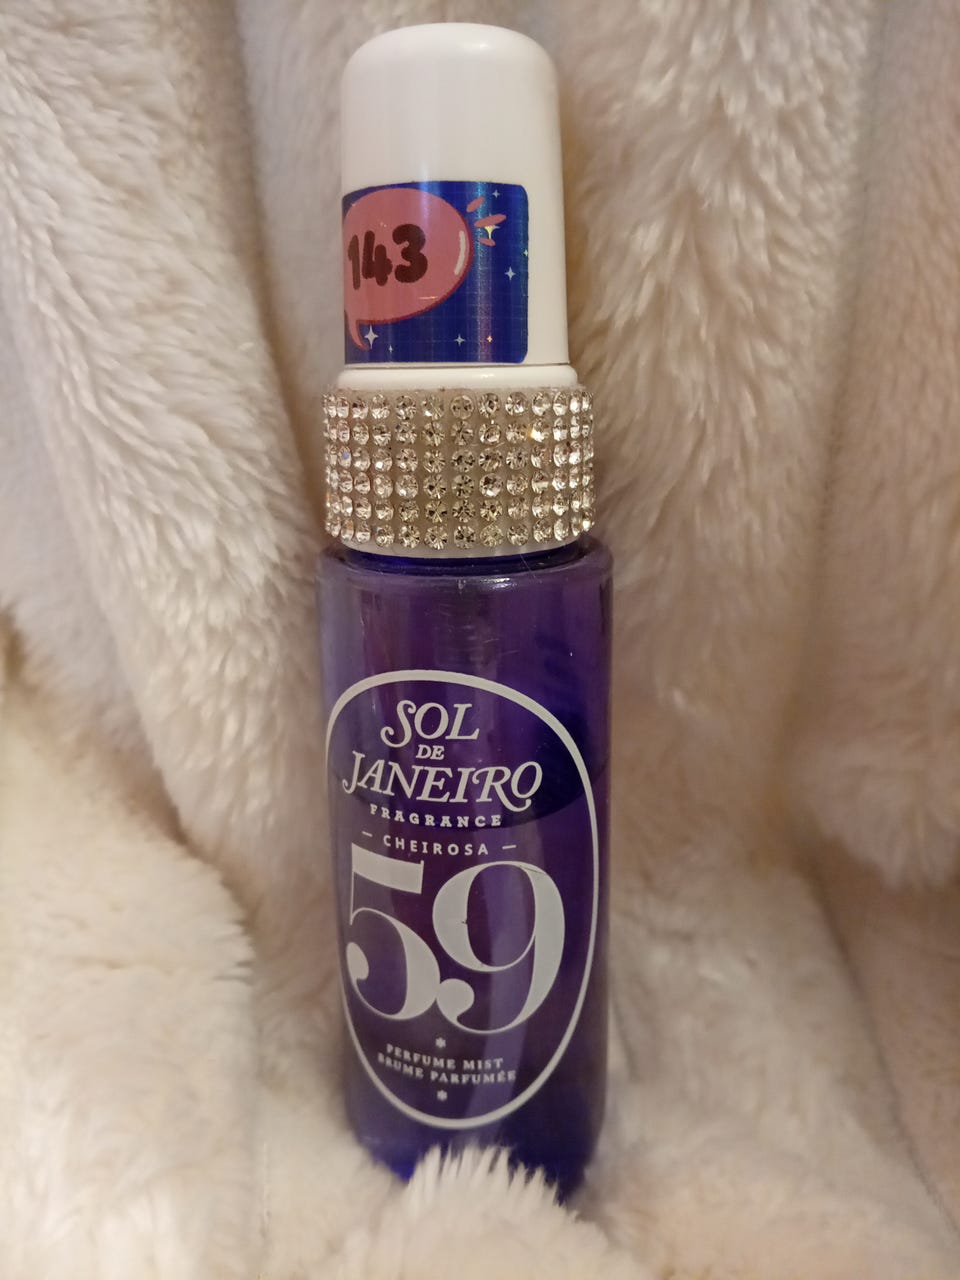 143
SOL
DE
JANEIRO
FRAGRANCE
— CHEIROSA —
59
PERFUME MIST
BRUME PARFUMÉE